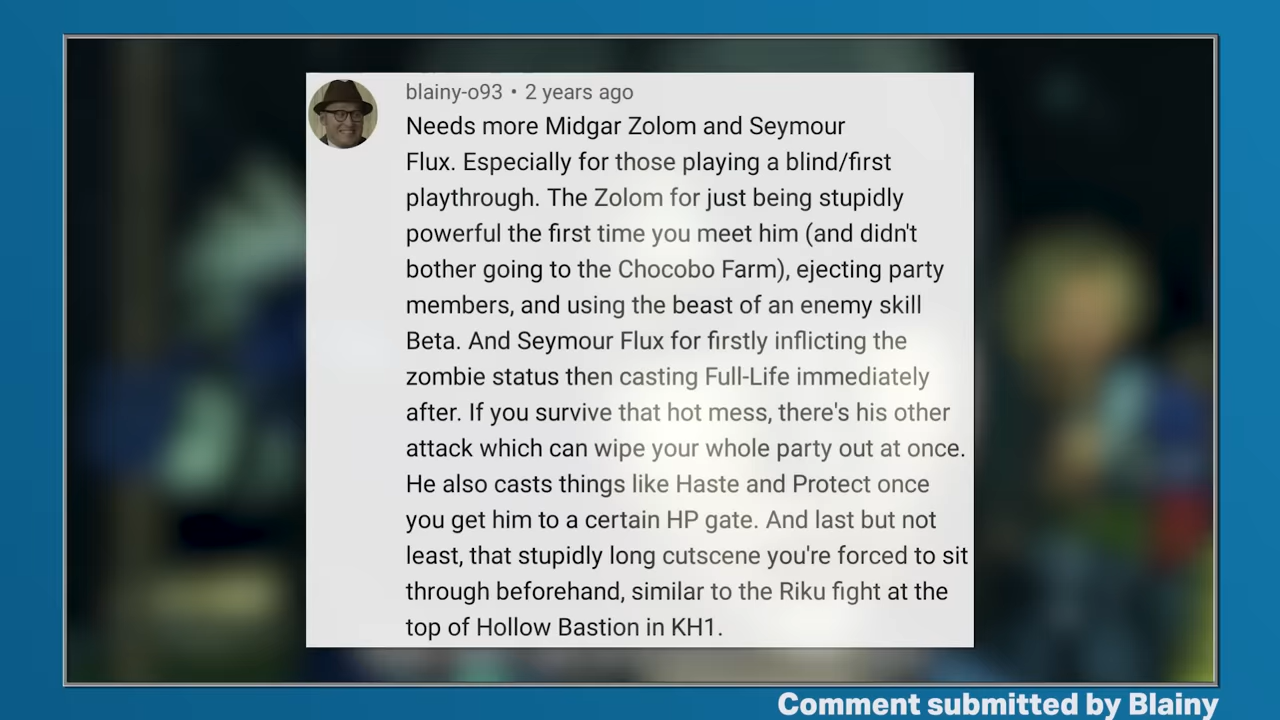 blainy-o93 • 2 years ago
Needs more Midgar Zolom and Seymour
Flux. Especially for those playing a blind/first
playthrough. The Zolom for just being stupidly
powerful the first time you meet him (and didn't
bother going to the Chocobo Farm), ejecting party
members, and using the beast of an enemy skill
Beta. And Seymour Flux for firstly inflicting the
zombie status then casting Full-Life immediately
after. If you survive that hot mess, there's his other
attack which can wipe your whole party out at once.
He also casts things like Haste and Protect once
you get him to a certain HP gate. And last but not
least, that stupidly long cutscene you're forced to sit
through beforehand, similar to the Riku fight at the
top of Hollow Bastion in KH1.
Comment submitted by Blainy